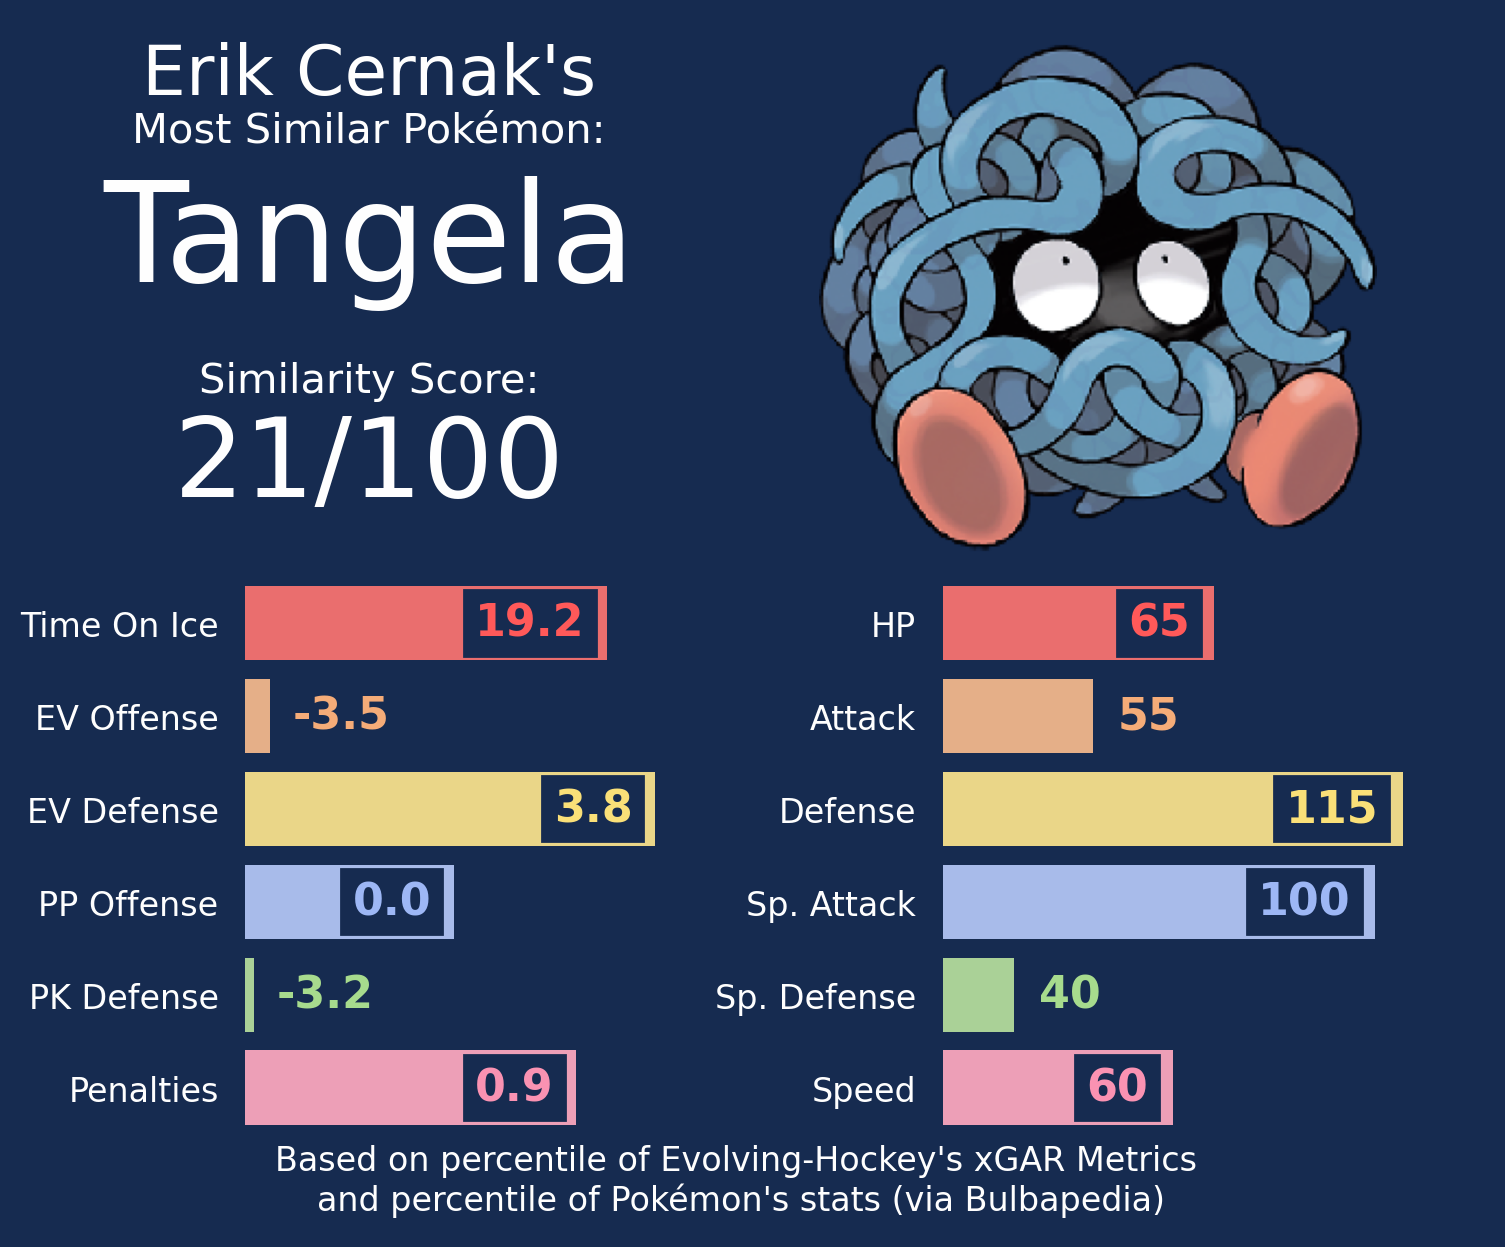 Erik Cernak's
Most Similar Pokémon:
Tangela
Similarity Score:
21/100
Time On Ice 19.2
EV Offense -3.5
EV Defense 3.8
PP Offense 0.0
PK Defense -3.2
Penalties 0.9
HP 65
Attack 55
Defense 115
Sp. Attack 100
Sp. Defense 40
Speed 60
Based on percentile of Evolving-Hockey's xGAR Metrics
and percentile of Pokémon's stats (via Bulbapedia)